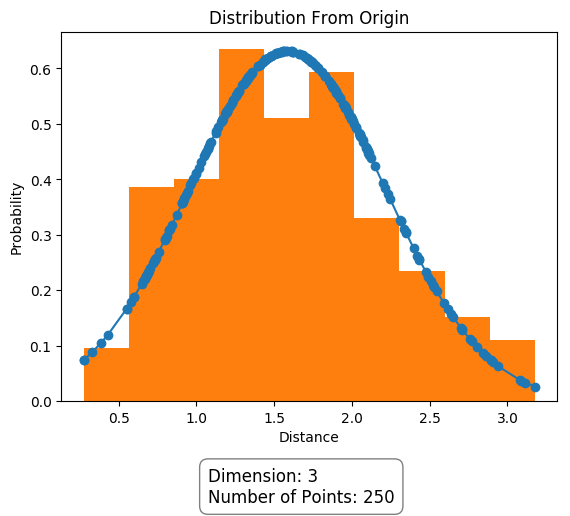 Distribution From Origin
Probability
0.6
0.5
0.4
0.3
0.2
0.1
0.0
0.5 1.0 1.5 2.0 2.5 3.0
Distance
Dimension: 3
Number of Points: 250